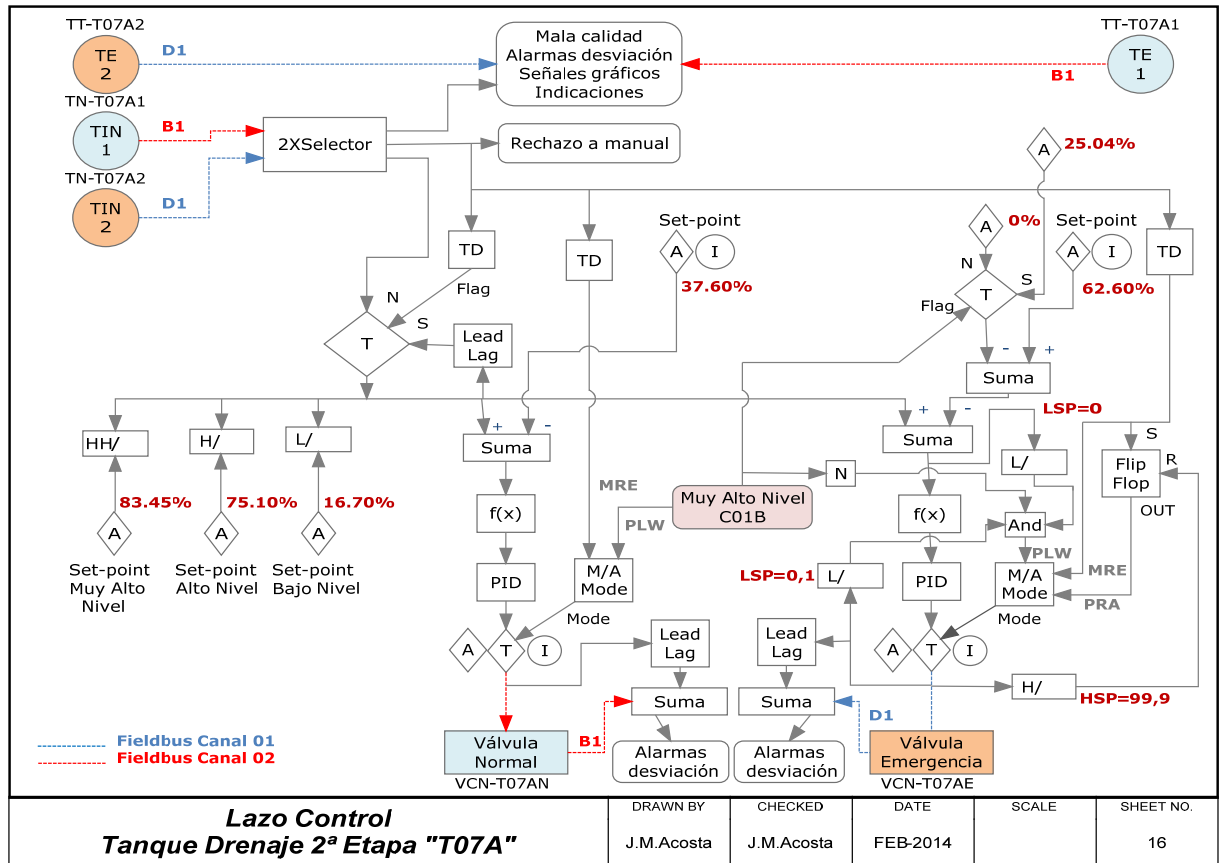 TT-T07A2
TE
2
D1
Mala calidad
Alarmas desviación
Señales gráficos
Indicaciones
TT-T07A1
TE
1
B1
TN-T07A1
TIN
1
B1
TN-T07A2
TIN
2
D1
2XSelector
Rechazo a manual
A
25.04%
TD
TD
Set-point
A
I
37.60%
A
0%
Set-point
A
I
62.60%
TD
Flag
N
S
T
Lead
Lag
N
S
T
Flag
-
+
Suma
HH/
H/
L/
+
-
Suma
+
-
Suma
LSP=0
L/
S
R
Flip
Flop
OUT
83.45%
75.10%
16.70%
A
A
A
Set-point
Muy Alto
Nivel
Set-point
Alto Nivel
Set-point
Bajo Nivel
f(x)
PID
MRE
PLW
M/A
Mode
Mode
Muy Alto Nivel
C01B
N
f(x)
And
PLW
LSP=0,1
L/
PID
M/A
Mode
MRE
PRA
Mode
A
T
I
Lead
Lag
Lead
Lag
A
T
I
Suma
Suma
H/
HSP=99,9
B1
D1
Fieldbus Canal 01
Fieldbus Canal 02
Válvula
Normal
VCN-T07AN
Alarmas
desviación
Alarmas
desviación
Válvula
Emergencia
VCN-T07AE
Lazo Control
Tanque Drenaje 2ª Etapa "T07A"
DRAWN BY
J.M.Acosta
CHECKED
J.M.Acosta
DATE
FEB-2014
SCALE
SHEET NO.
16